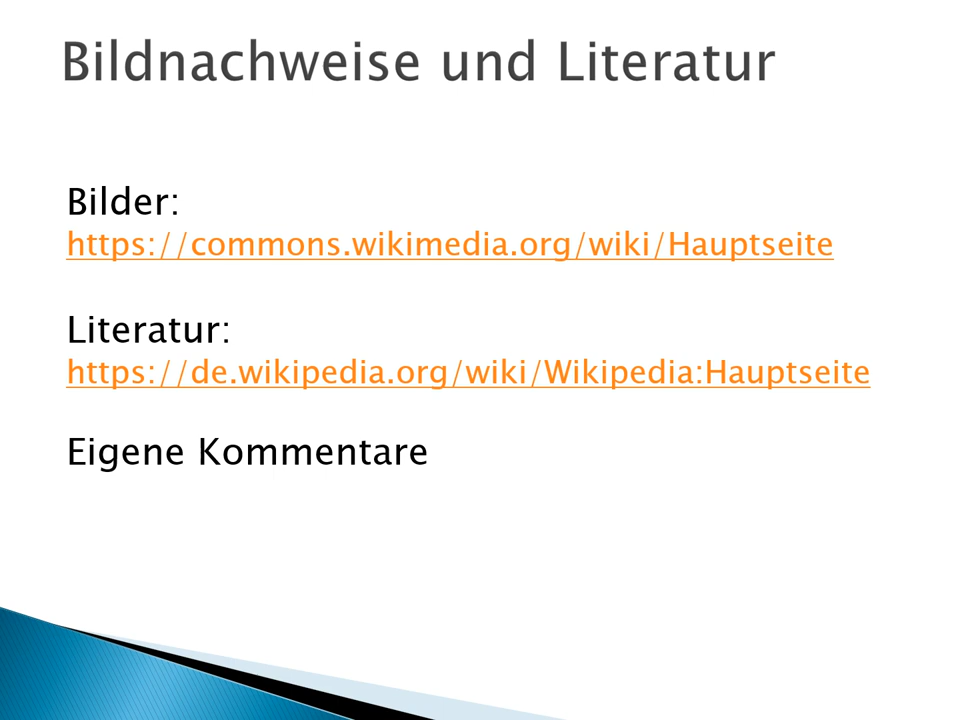 Bildnachweise und Literatur
Bilder:
https://commons.wikimedia.org/wiki/Hauptseite
Literatur:
https://de.wikipedia.org/wiki/Wikipedia:Hauptseite
Eigene Kommentare